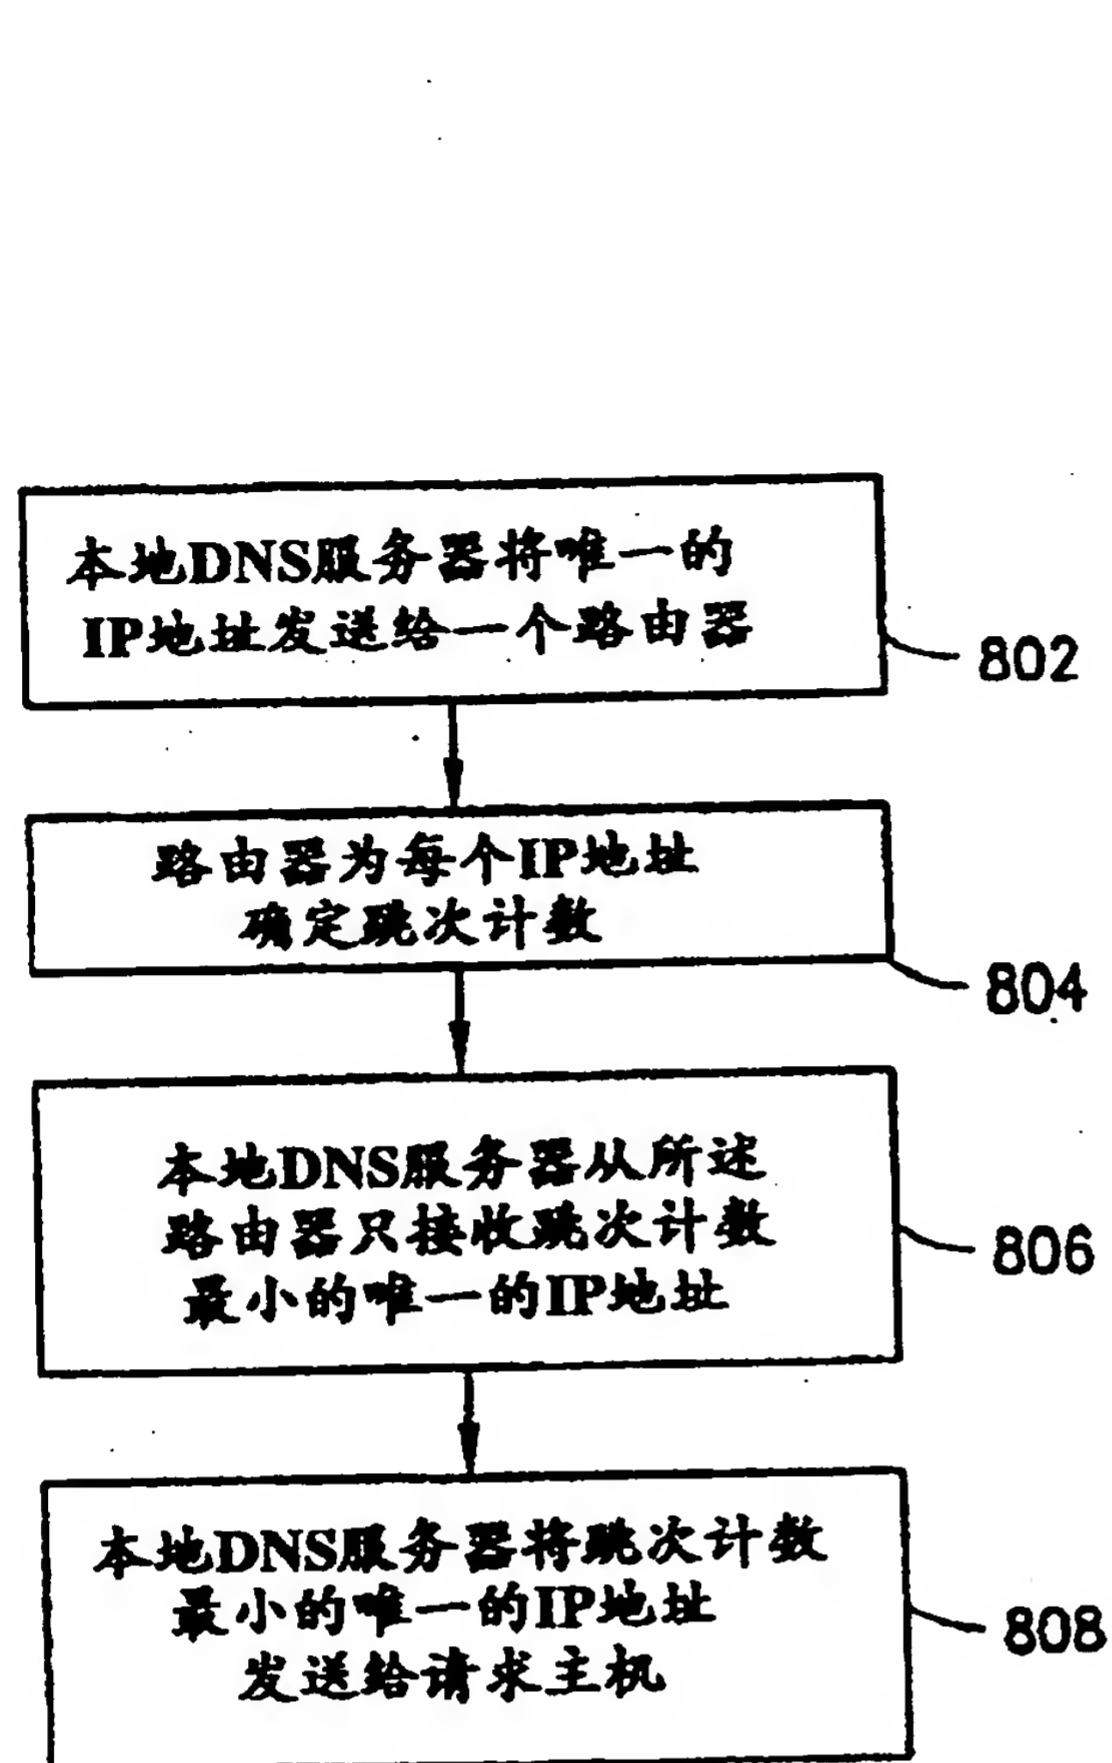 本地DNS服务器将唯一的
IP地址发送给一个路由器
802
路由器为每个IP地址
确定跳次计数
804
本地DNS服务器从所述
路由器只接收跳次计数
最小的唯一的IP地址
806
本地DNS服务器将跳次计数
最小的唯一的IP地址
发送给请求主机
808